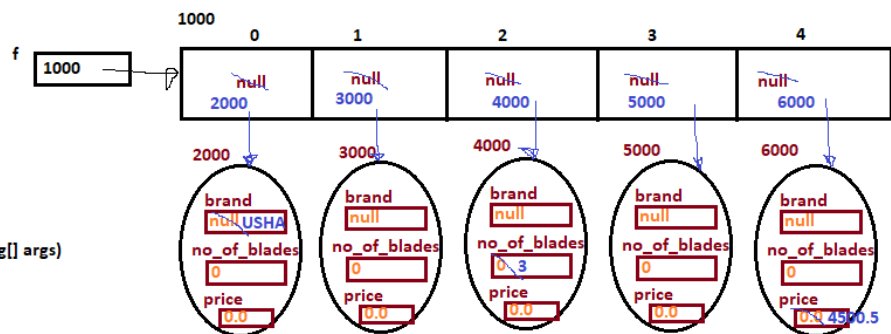 1000
f 0 1 2 3 4
1000 null null null null null
2000 3000 4000 5000 6000
2000 3000 4000 5000 6000
brand brand brand brand brand
null USHA null null null null
g[] args)
no_of_blades no_of_blades no_of_blades no_of_blades no_of_blades
0 0 0 3 0 0
price price price price price
0.0 0.0 0.0 0.0 0.0 4500.5